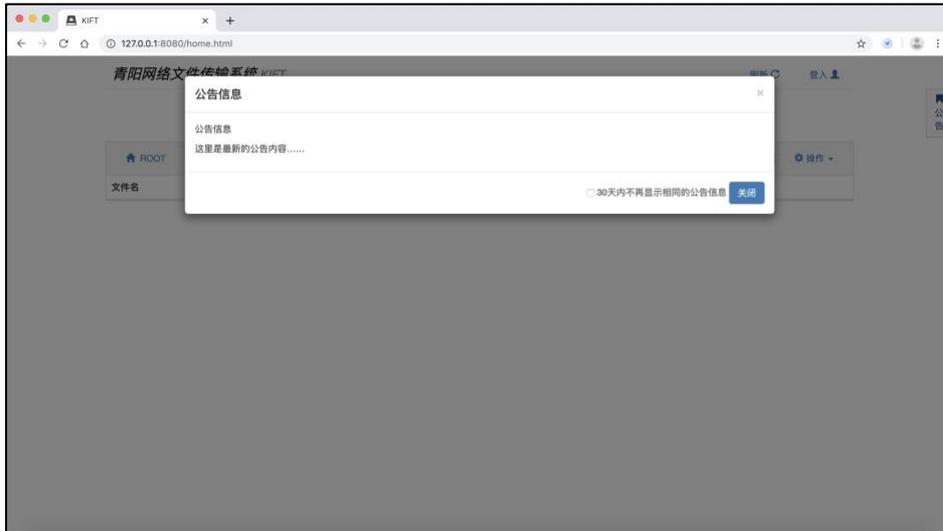 KIFT
127.0.0.1:8080/home.html
青阳网络文件传输系统 KIFT
刷新
登入
公告信息
×
公告信息
这里是最新的公告内容……
30天内不再显示相同的公告信息
关闭
公告
ROOT
操作
文件名